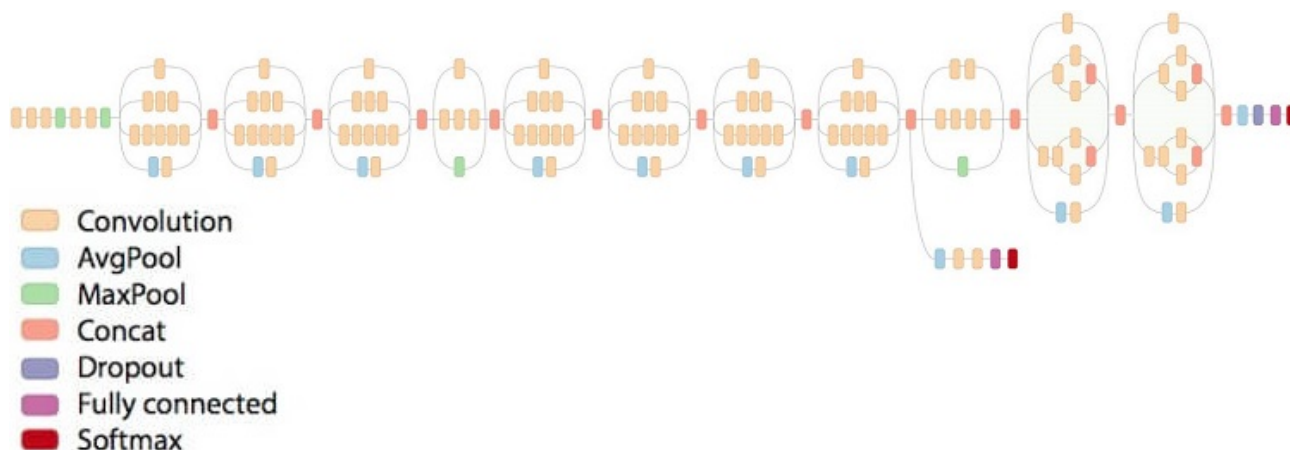 Convolution
AvgPool
MaxPool
Concat
Dropout
Fully connected
Softmax